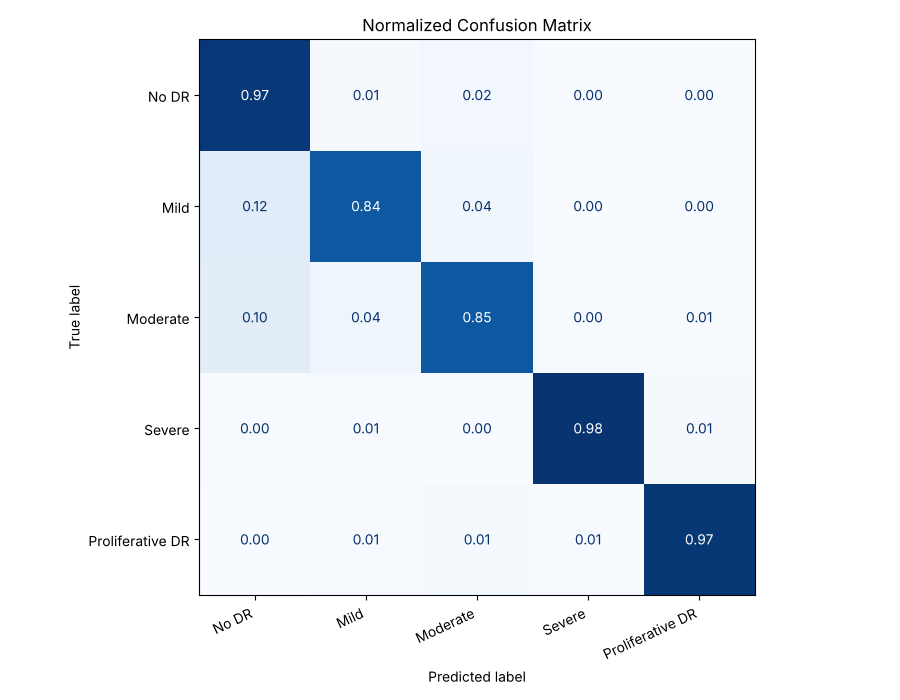 Normalized Confusion Matrix
No DR 0.97 0.01 0.02 0.00 0.00
Mild 0.12 0.84 0.04 0.00 0.00
Moderate 0.10 0.04 0.85 0.00 0.01
Severe 0.00 0.01 0.00 0.98 0.01
Proliferative DR 0.00 0.01 0.01 0.01 0.97
True label
No DR Mild Moderate Severe Proliferative DR
Predicted label